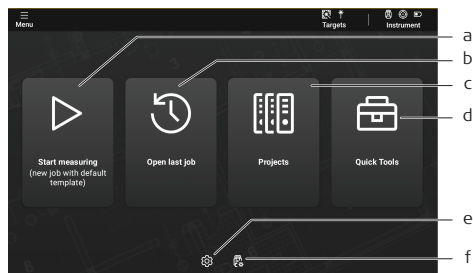 Menu
Targets
Instrument
a
b
c
d
Start measuring
(new job with default
template)
Open last job
Projects
Quick Tools
e
f